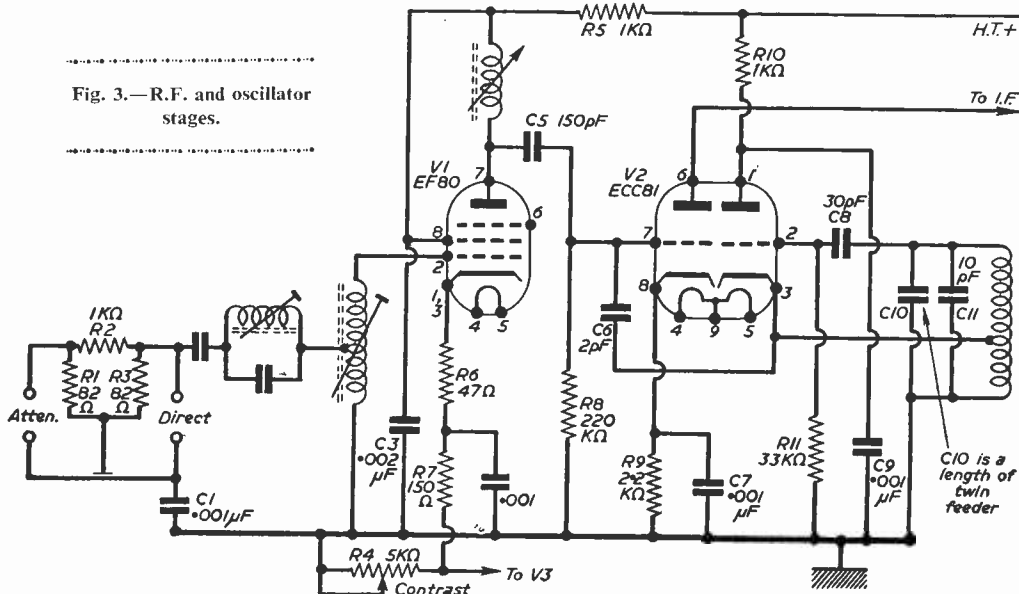 Fig. 3.—R.F. and oscillator
stages.
R5 1KΩ
H.T.+
R10
1KΩ
To I.F.
C5 150pF
V1
EF80
7
6
8
2
1,
3
4 5
V2
ECC81
6
1
7
2
8
3
4 9 5
30pF
C8
10
pF
C10
C11
1KΩ
R2
R1
82
Ω
R3
82
Ω
Atten.
Direct
C1
·001µF
C3
·002
µF
R6
47Ω
R7
150
Ω
·001
C6
2pF
R8
220
KΩ
R9
2·2
KΩ
C7
·001
µF
R11
33KΩ
C9
·001
µF
C10 is a
length of
twin
feeder
R4 5KΩ
Contrast
To V3